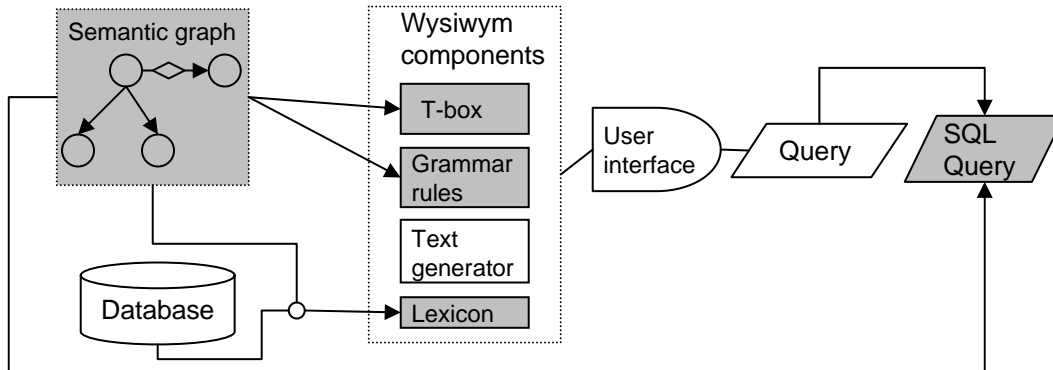 Semantic graph
Wysiwym
components
T-box
Grammar
rules
Text
generator
Lexicon
Database
User
interface
Query
SQL
Query